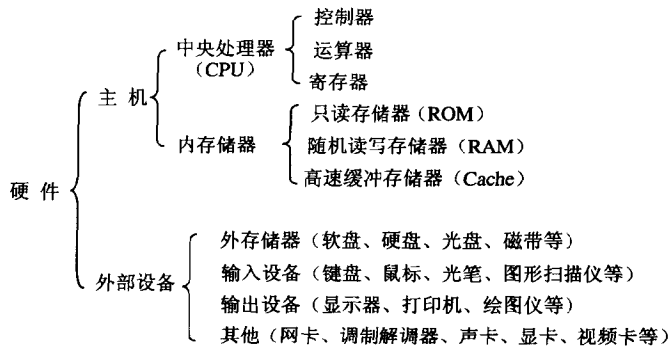 硬件
主机
中央处理器
（CPU）
控制器
运算器
寄存器
内存储器
只读存储器（ROM）
随机读写存储器（RAM）
高速缓冲存储器（Cache）
外部设备
外存储器（软盘、硬盘、光盘、磁带等）
输入设备（键盘、鼠标、光笔、图形扫描仪等）
输出设备（显示器、打印机、绘图仪等）
其他（网卡、调制解调器、声卡、显卡、视频卡等）